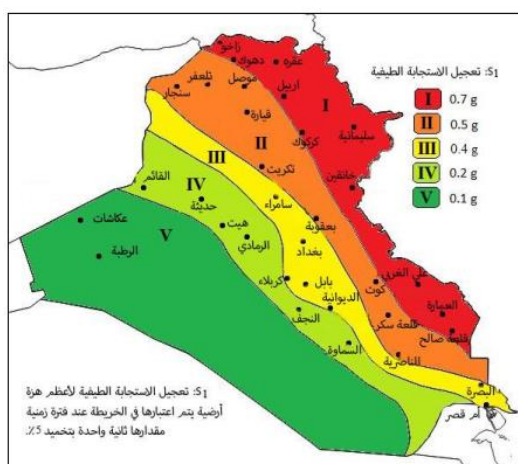 S1: تعجيل الاستجابة الطيفية
I 0.7 g
II 0.5 g
III 0.4 g
IV 0.2 g
V 0.1 g
زاخو
دهوك
عقره
تلعفر
موصل
سنجار
اربيل
I
قيارة
سليمانية
كركوك
II
III
تكريت
خانقين
القائم
IV
سامراء
حديثة
عكاشات
V
هيت
بعقوبة
الرمادي
بغداد
الرطبة
كربلاء
بابل
كوت
علي الغربي
الديوانية
النجف
العمارة
قلعة سكر
قلعة صالح
السماوة
الناصرية
البصرة
أم قصر
S1: تعجيل الاستجابة الطيفية لأعظم هزة
أرضية يتم اعتبارها في الخريطة عند فترة زمنية
مقدارها ثانية واحدة بتخميد 5٪.